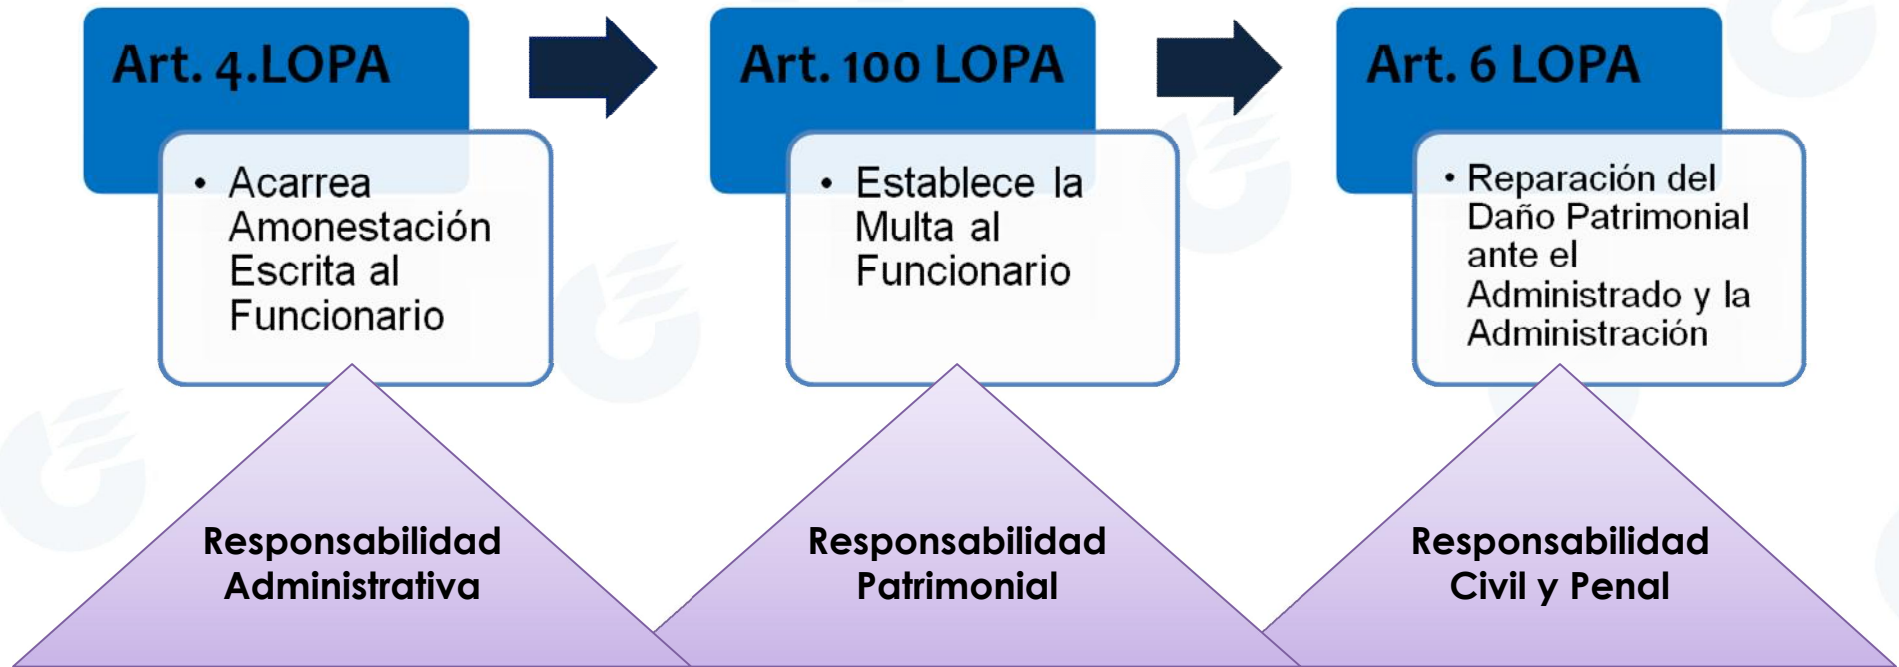 Art. 4.LOPA
• Acarrea
Amonestación
Escrita al
Funcionario
Responsabilidad
Administrativa
Art. 100 LOPA
• Establece la
Multa al
Funcionario
Responsabilidad
Patrimonial
Art. 6 LOPA
• Reparación del
Daño Patrimonial
ante el
Administrado y la
Administración
Responsabilidad
Civil y Penal